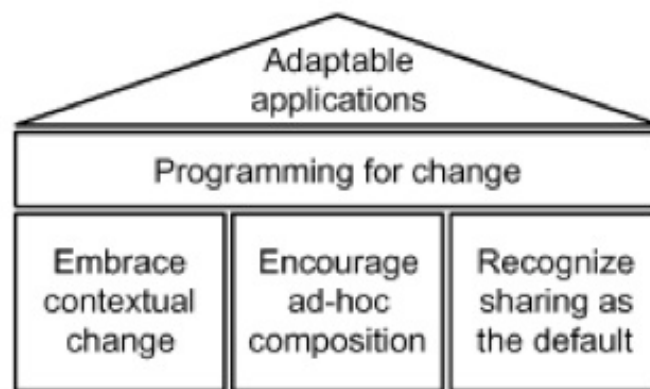 Adaptable
applications
Programming for change
Embrace
contextual
change
Encourage
ad-hoc
composition
Recognize
sharing as
the default